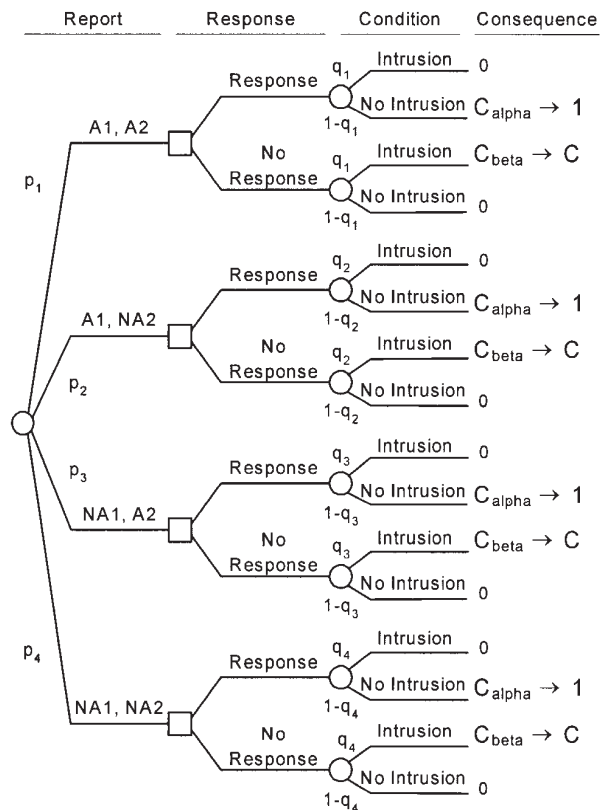 Report Response Condition Consequence
Intrusion 0
q1
Response
No Intrusion Calpha → 1
1-q1
A1, A2
No
Response
q1
Intrusion Cbeta → C
No Intrusion 0
1-q1
p1
Intrusion 0
q2
Response
No Intrusion Calpha → 1
1-q2
A1, NA2
No
Response
q2
Intrusion Cbeta → C
No Intrusion 0
1-q2
p2
p3
Intrusion 0
q3
Response
No Intrusion Calpha → 1
1-q3
NA1, A2
No
Response
q3
Intrusion Cbeta → C
No Intrusion 0
1-q3
p4
Intrusion 0
q4
Response
No Intrusion Calpha → 1
1-q4
NA1, NA2
No
Response
q4
Intrusion Cbeta → C
No Intrusion 0
1-q4